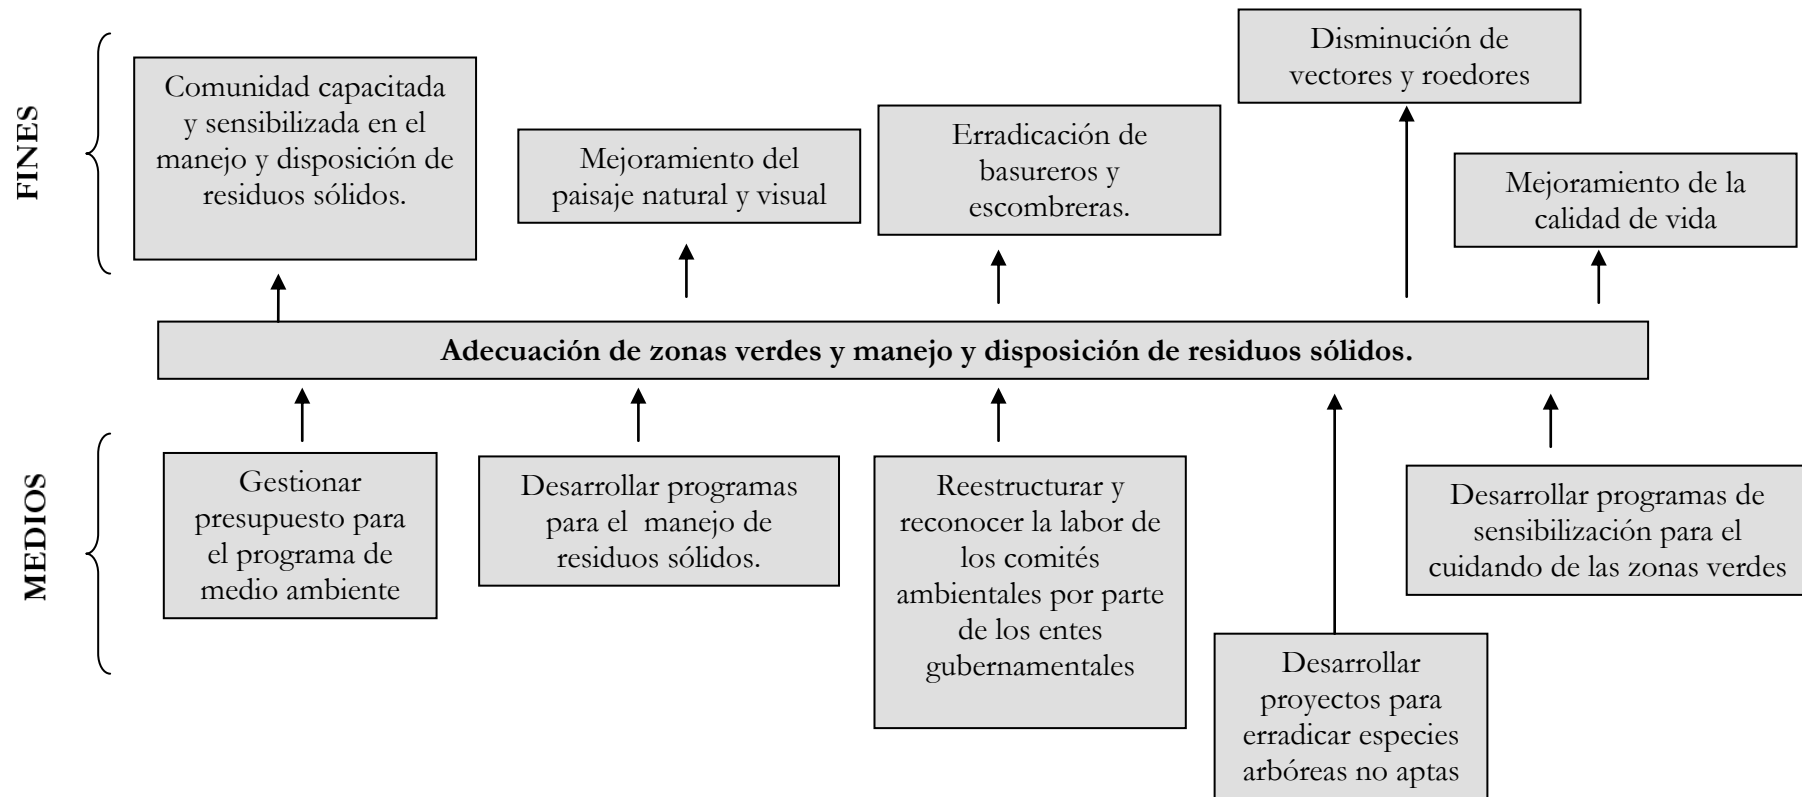 FINES
Comunidad capacitada
y sensibilizada en el
manejo y disposición de
residuos sólidos.
Mejoramiento del
paisaje natural y visual
Erradicación de
basureros y
escombreras.
Disminución de
vectores y roedores
Mejoramiento de la
calidad de vida
Adecuación de zonas verdes y manejo y disposición de residuos sólidos.
MEDIOS
Gestionar
presupuesto para
el programa de
medio ambiente
Desarrollar programas
para el  manejo de
residuos sólidos.
Reestructurar y
reconocer la labor de
los comités
ambientales por parte
de los entes
gubernamentales
Desarrollar
proyectos para
erradicar especies
arbóreas no aptas
Desarrollar programas de
sensibilización para el
cuidando de las zonas verdes